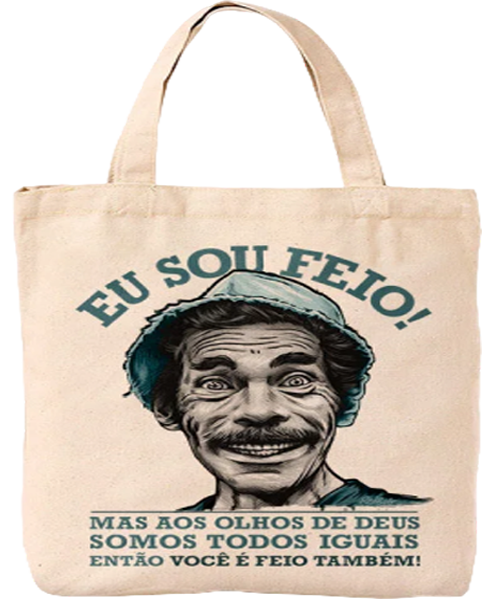 EU SOU FEIO!
MAS AOS OLHOS DE DEUS
SOMOS TODOS IGUAIS
ENTÃO VOCÊ É FEIO TAMBÉM!